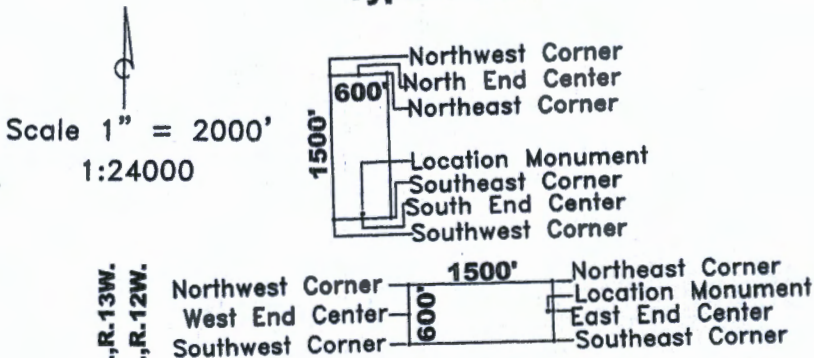 Scale 1" = 2000'
1:24000
Northwest Corner
North End Center
600'
Northeast Corner
1500'
Location Monument
Southeast Corner
South End Center
Southwest Corner
,R.13W.
,R.12W.
1500'
Northwest Corner
West End Center
Southwest Corner
600'
Northeast Corner
Location Monument
East End Center
Southeast Corner